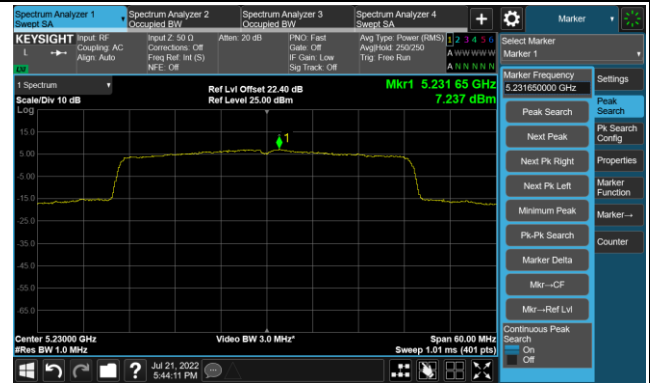 Spectrum Analyzer 1
Swept SA
Spectrum Analyzer 2
Occupied BW
Spectrum Analyzer 3
Occupied BW
Spectrum Analyzer 4
Swept SA
+
Marker
KEYSIGHT
L
Input: RF
Coupling: AC
Align: Auto
Input Z: 50 Ω
Corrections: Off
Freq Ref: Int (S)
NFE: Off
Atten: 20 dB
PNO: Fast
Gate: Off
IF Gain: Low
Sig Track: Off
Avg Type: Power (RMS)
Avg|Hold: 250/250
Trig: Free Run
1 2 3 4 5 6
A W W W W W
A N N N N N
Select Marker
Marker 1
1 Spectrum
Scale/Div 10 dB
Log
Ref Lvl Offset 22.40 dB
Ref Level 25.00 dBm
Mkr1 5.231 65 GHz
7.237 dBm
15.0
5.00
-5.00
-15.0
-25.0
-35.0
-45.0
-55.0
-65.0
1
Center 5.23000 GHz
#Res BW 1.0 MHz
Video BW 3.0 MHz*
Span 60.00 MHz
Sweep 1.01 ms (401 pts)
Marker Frequency
5.231650000 GHz
Peak Search
Next Peak
Next Pk Right
Next Pk Left
Minimum Peak
Pk-Pk Search
Marker Delta
Mkr→CF
Mkr→Ref Lvl
Continuous Peak
Search
On
Off
Settings
Peak
Search
Pk Search
Config
Properties
Marker
Function
Marker→
Counter
?
Jul 21, 2022
5:44:11 PM